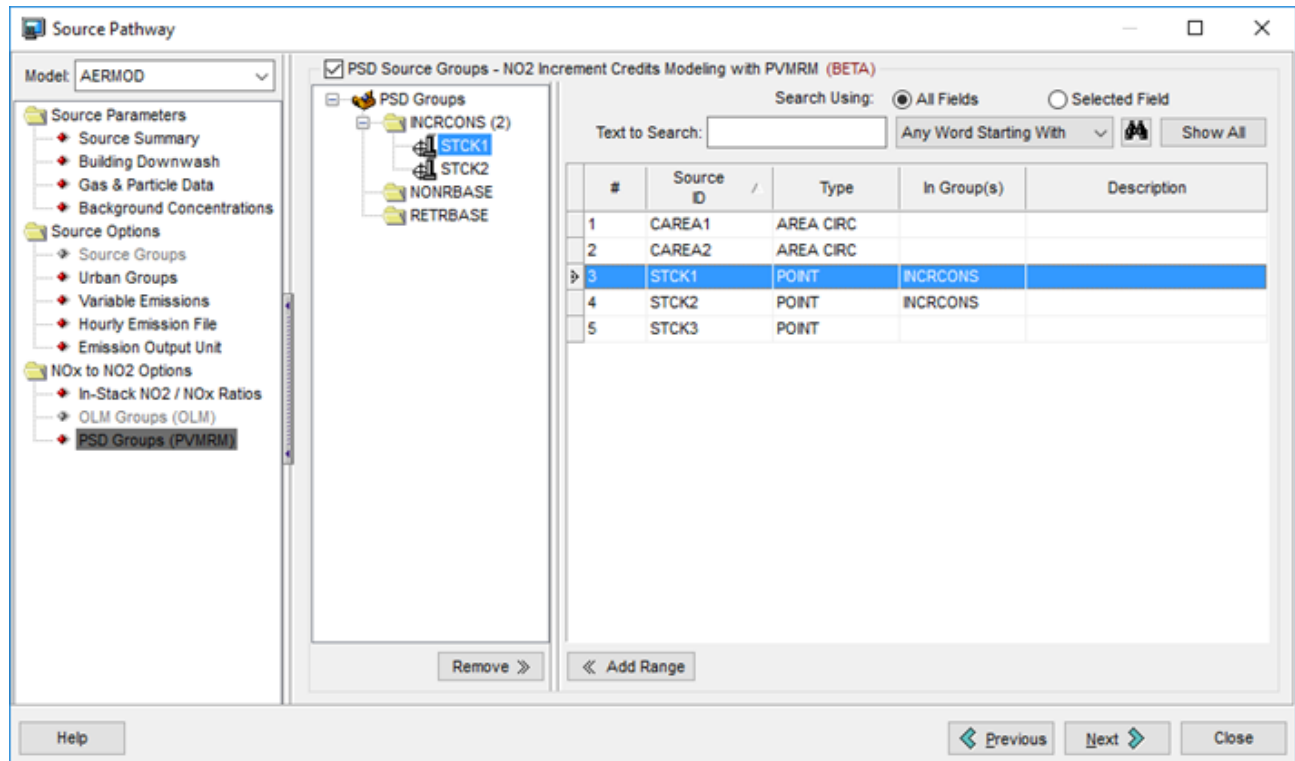 Source Pathway
Model: AERMOD
Source Parameters
Source Summary
Building Downwash
Gas & Particle Data
Background Concentrations
Source Options
Source Groups
Urban Groups
Variable Emissions
Hourly Emission File
Emission Output Unit
NOx to NO2 Options
In-Stack NO2 / NOx Ratios
OLM Groups (OLM)
PSD Groups (PVMRM)
PSD Source Groups - NO2 Increment Credits Modeling with PVMRM (BETA)
PSD Groups
INCRCONS (2)
STCK1
STCK2
NONRBASE
RETRBASE
Remove
Search Using: All Fields Selected Field
Text to Search: Any Word Starting With Show All
# Source ID Type In Group(s) Description
1 CAREA1 AREA CIRC
2 CAREA2 AREA CIRC
3 STCK1 POINT INCRCONS
4 STCK2 POINT INCRCONS
5 STCK3 POINT
Add Range
Help Previous Next Close